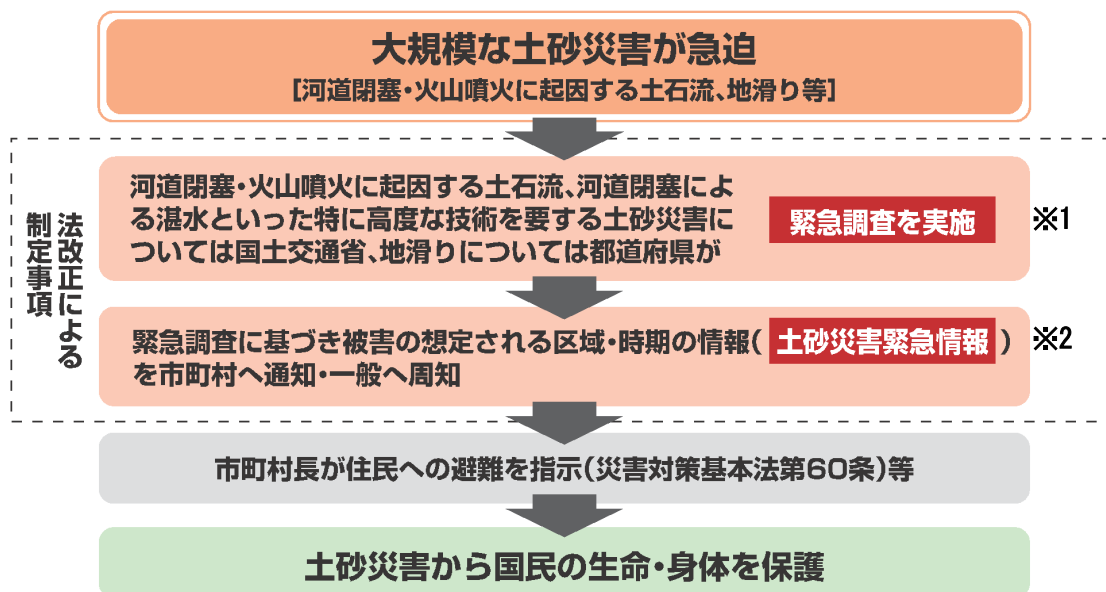 大規模な土砂災害が急迫
[河道閉塞・火山噴火に起因する土石流、地滑り等]
法改正による
制定事項
河道閉塞・火山噴火に起因する土石流、河道閉塞によ
る湛水といった特に高度な技術を要する土砂災害に
ついては国土交通省、地滑りについては都道府県が
緊急調査を実施
※1
緊急調査に基づき被害の想定される区域・時期の情報(土砂災害緊急情報)
※2
を市町村へ通知・一般へ周知
市町村長が住民への避難を指示(災害対策基本法第60条)等
土砂災害から国民の生命・身体を保護